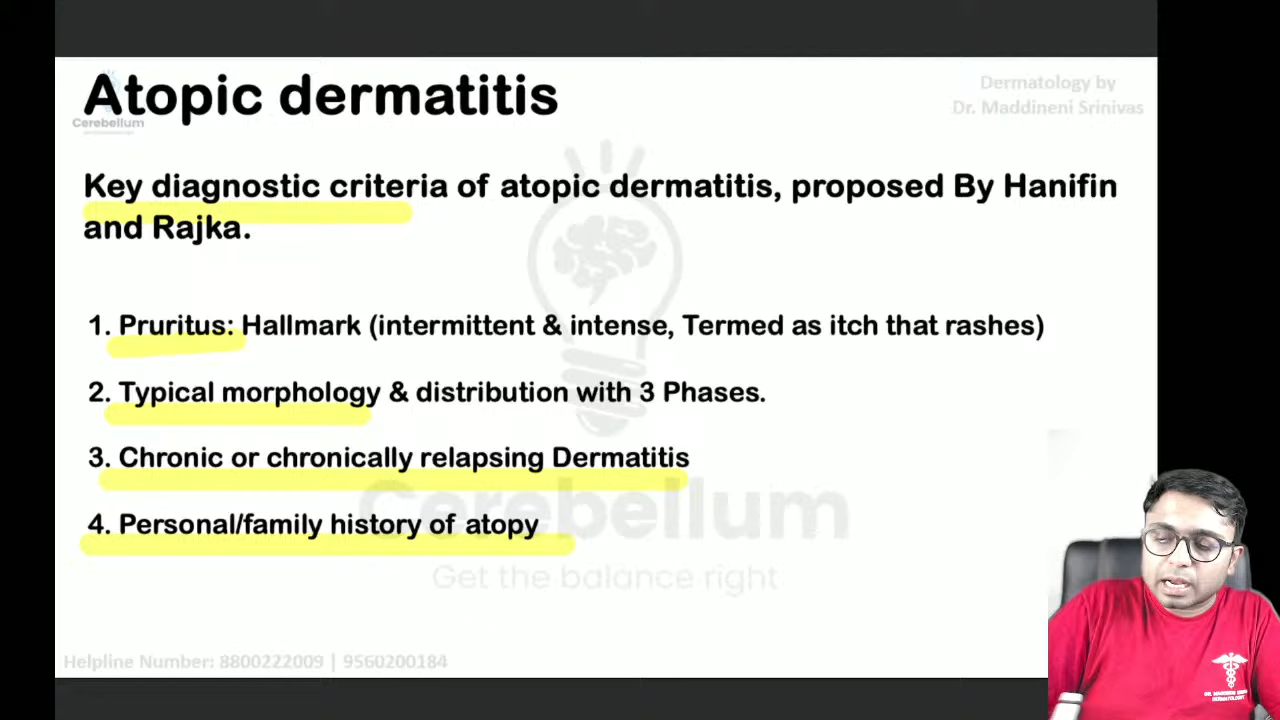 Atopic dermatitis
Cerebellum
Dermatology by
Dr. Maddineni Srinivas
Key diagnostic criteria of atopic dermatitis, proposed By Hanifin
and Rajka.
1. Pruritus: Hallmark (intermittent & intense, Termed as itch that rashes)
2. Typical morphology & distribution with 3 Phases.
3. Chronic or chronically relapsing Dermatitis
4. Personal/family history of atopy
Cerebellum
Get the balance right
Helpline Number: 8800222009 | 9560200184